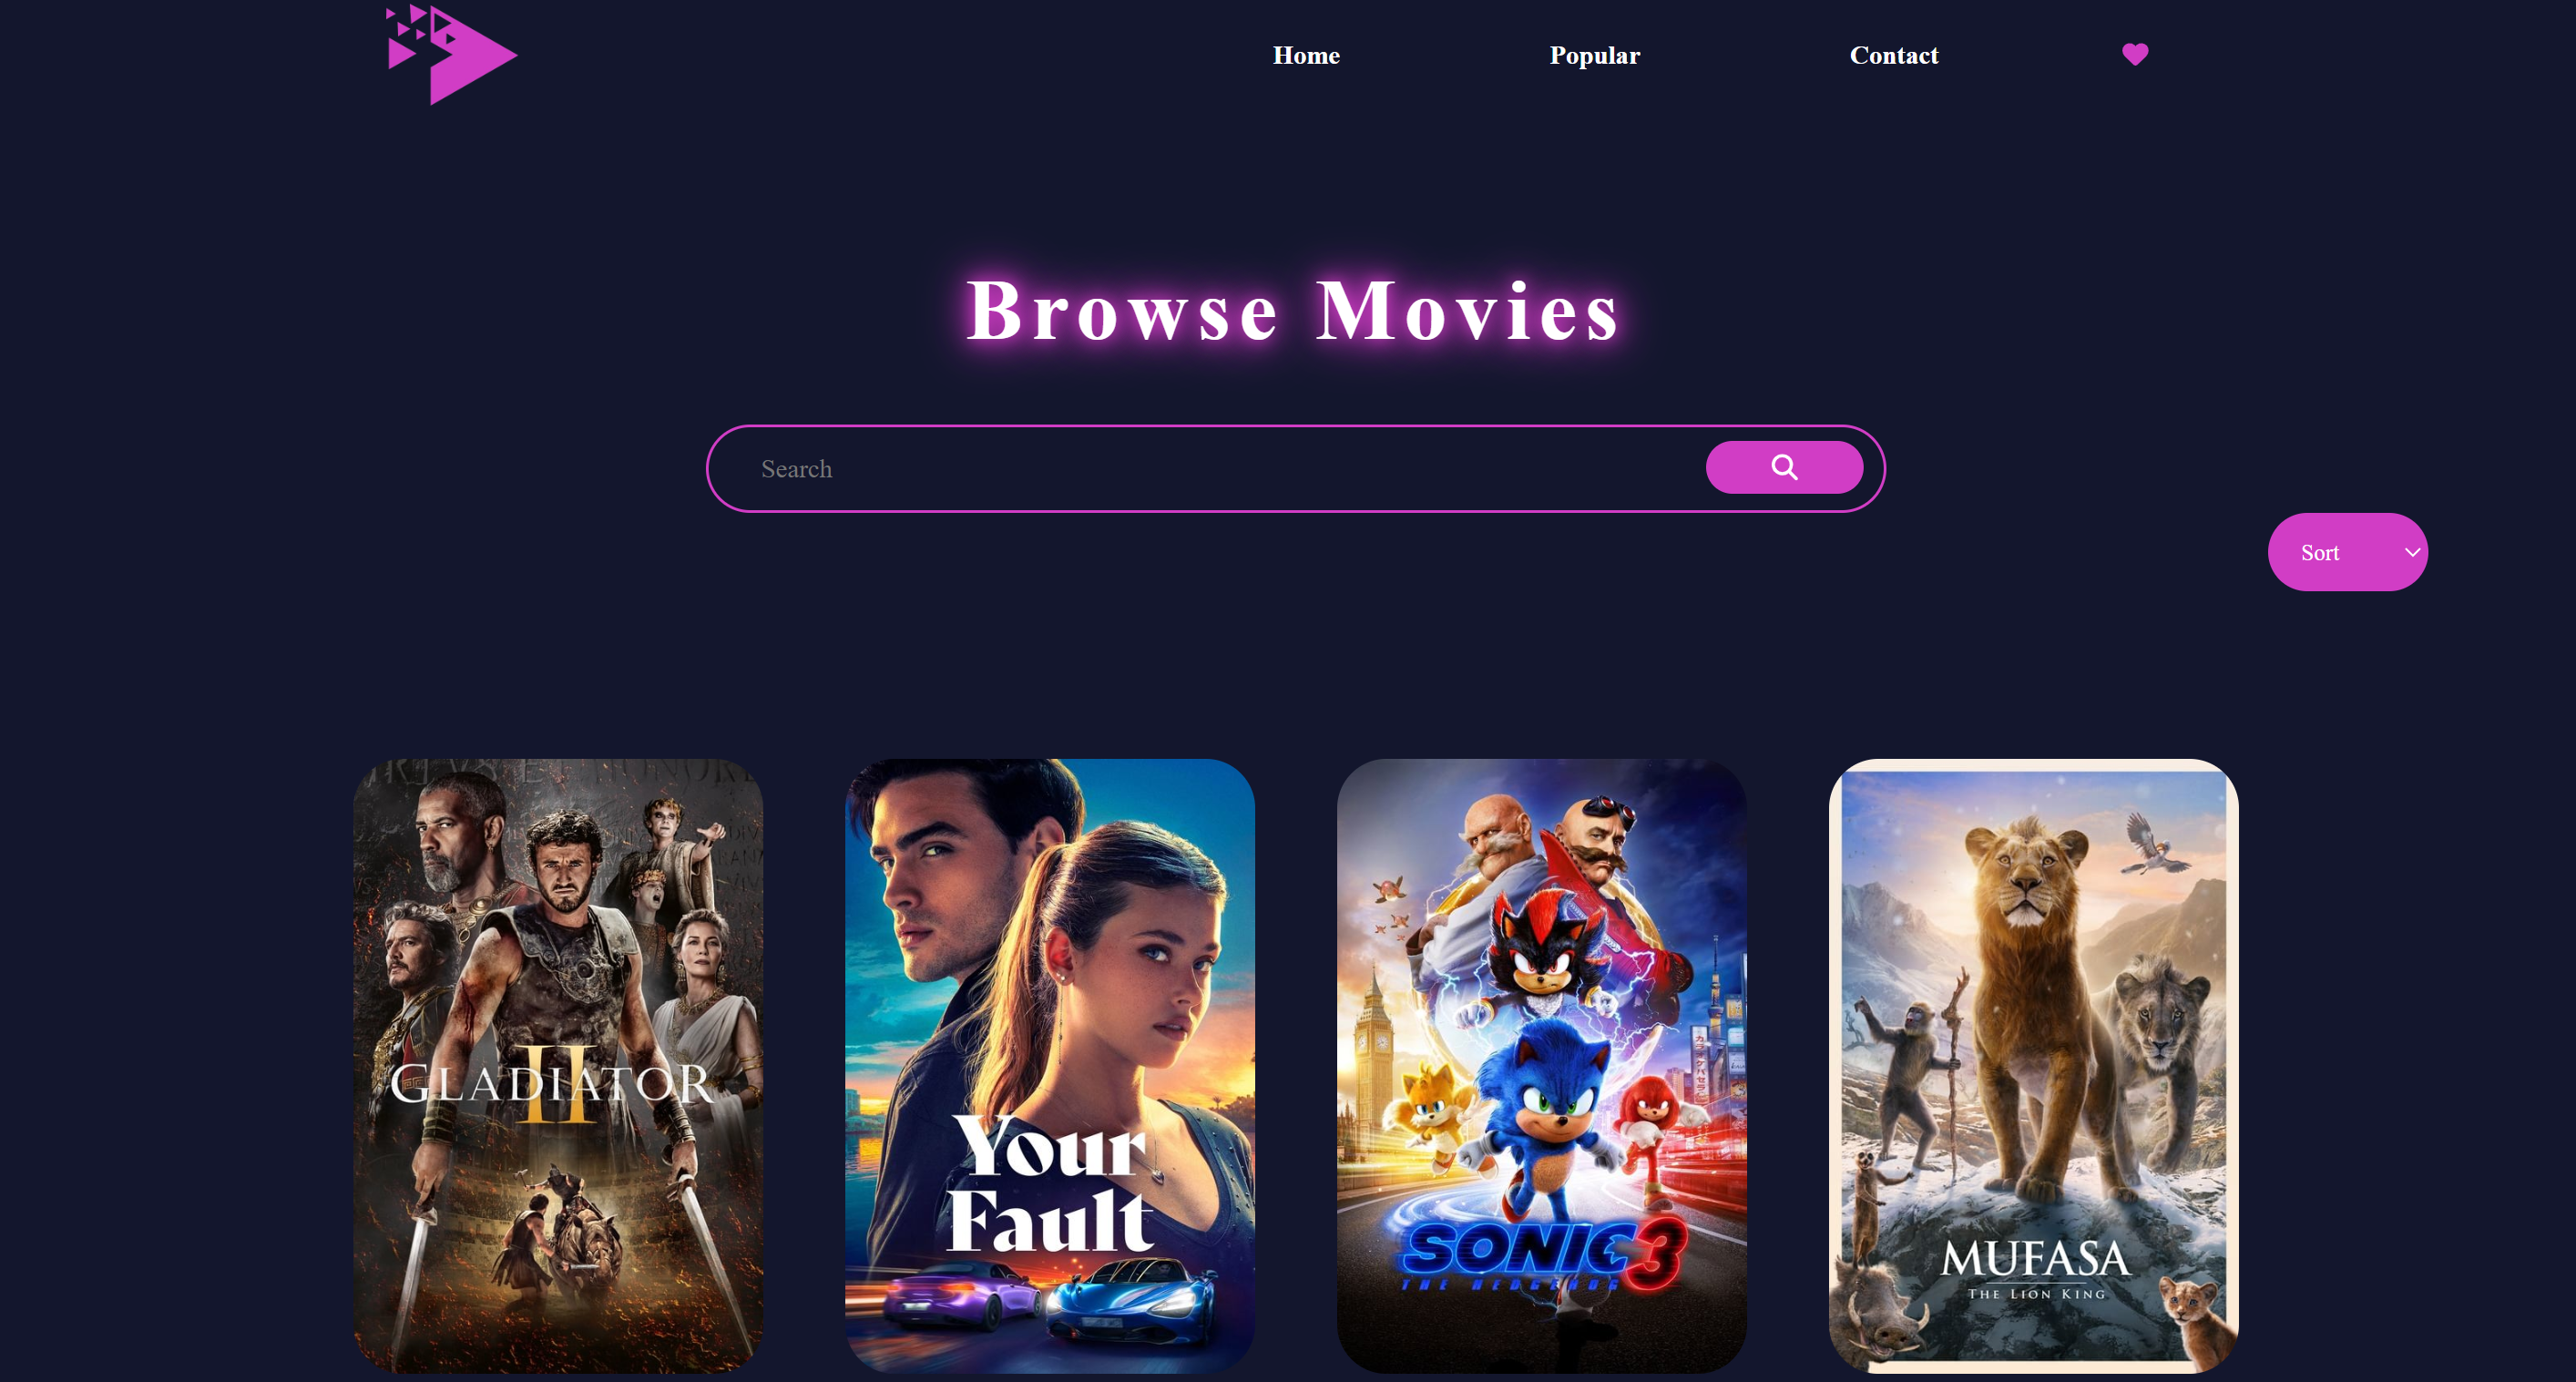 Home
Popular
Contact
Browse Movies
Search
Sort
GLADIATOR
II
Your
Fault
SONIC 3
THE HEDGEHOG
MUFASA
THE LION KING